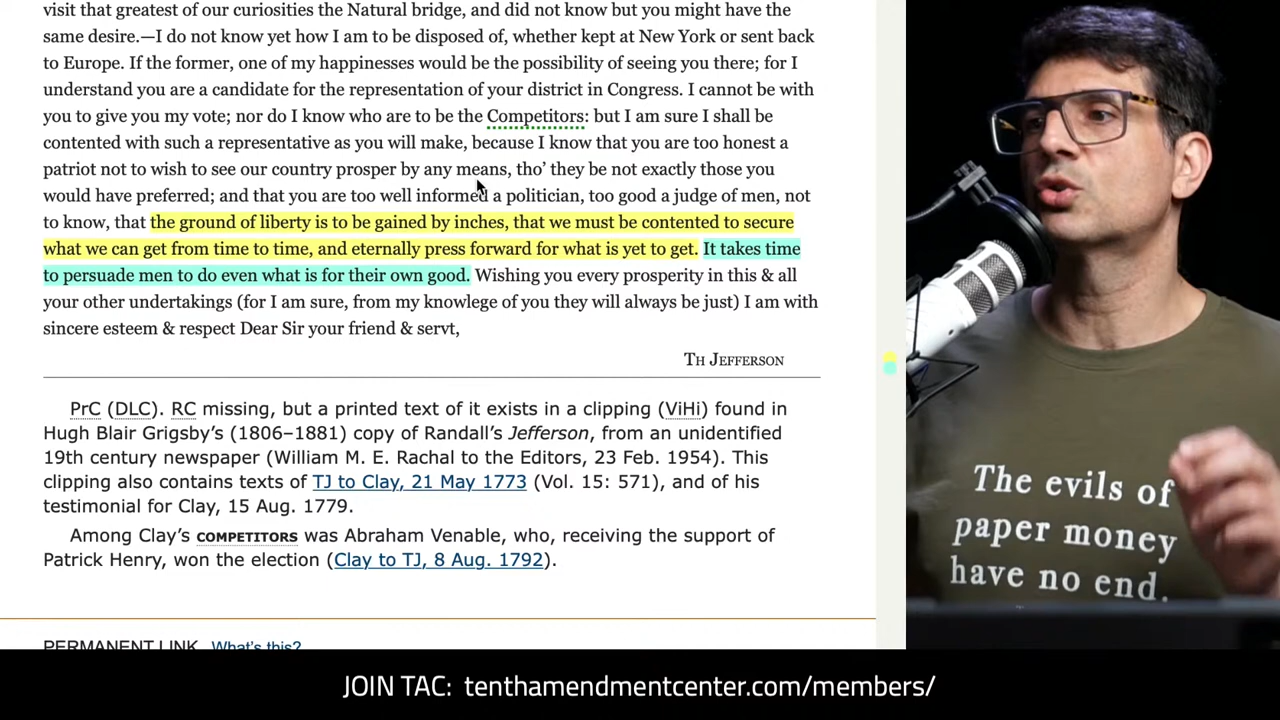 visit that greatest of our curiosities the Natural bridge, and did not know but you might have the
same desire.—I do not know yet how I am to be disposed of, whether kept at New York or sent back
to Europe. If the former, one of my happinesses would be the possibility of seeing you there; for I
understand you are a candidate for the representation of your district in Congress. I cannot be with
you to give you my vote; nor do I know who are to be the Competitors: but I am sure I shall be
contented with such a representative as you will make, because I know that you are too honest a
patriot not to wish to see our country prosper by any means, tho’ they be not exactly those you
would have preferred; and that you are too well informed a politician, too good a judge of men, not
to know, that the ground of liberty is to be gained by inches, that we must be contented to secure
what we can get from time to time, and eternally press forward for what is yet to get. It takes time
to persuade men to do even what is for their own good. Wishing you every prosperity in this & all
your other undertakings (for I am sure, from my knowlege of you they will always be just) I am with
sincere esteem & respect Dear Sir your friend & servt,
Th Jefferson
PrC (DLC). RC missing, but a printed text of it exists in a clipping (ViHi) found in
Hugh Blair Grigsby’s (1806–1881) copy of Randall’s Jefferson, from an unidentified
19th century newspaper (William M. E. Rachal to the Editors, 23 Feb. 1954). This
clipping also contains texts of TJ to Clay, 21 May 1773 (Vol. 15: 571), and of his
testimonial for Clay, 15 Aug. 1779.
Among Clay’s competitors was Abraham Venable, who, receiving the support of
Patrick Henry, won the election (Clay to TJ, 8 Aug. 1792).
PERMANENT LINK What’s this?
The evils of
paper money
have no end.
JOIN TAC: tenthamendmentcenter.com/members/